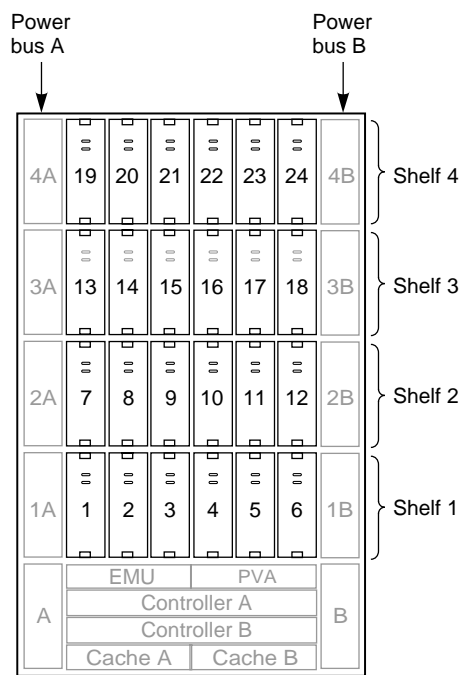 Power bus A
Power bus B
4A 19 20 21 22 23 24 4B Shelf 4
3A 13 14 15 16 17 18 3B Shelf 3
2A 7 8 9 10 11 12 2B Shelf 2
1A 1 2 3 4 5 6 1B Shelf 1
EMU PVA
A Controller A B
Controller B
Cache A Cache B